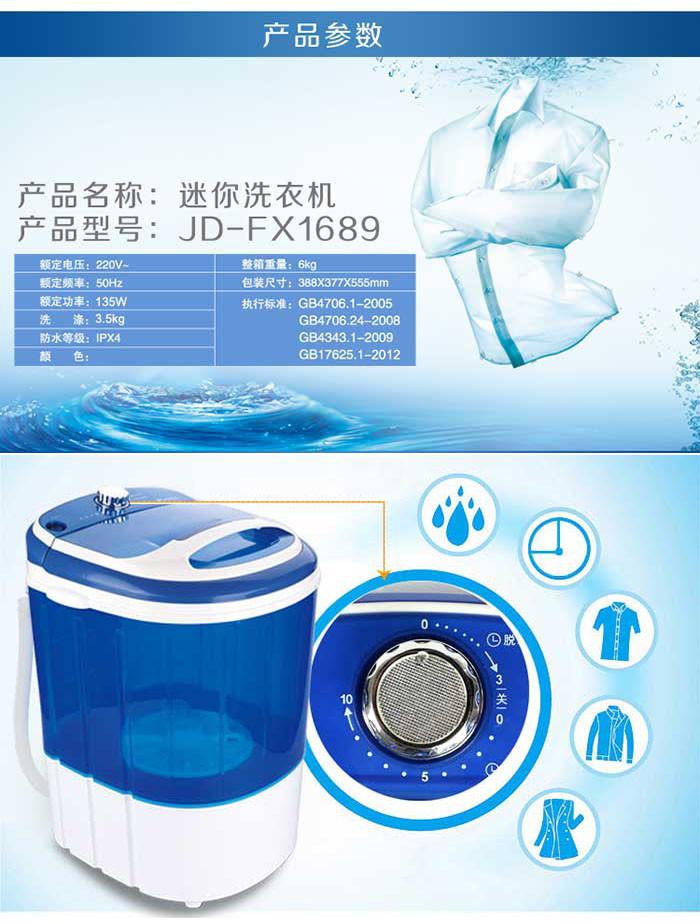 产品参数
产品名称：迷你洗衣机
产品型号：JD-FX1689
额定电压：220V~
整箱重量：6kg
额定频率：50Hz
包装尺寸：388X377X555mm
额定功率：135W
执行标准：GB4706.1-2005
洗 涤：3.5kg
GB4706.24-2008
防水等级：IPX4
GB4343.1-2009
颜 色：
GB17625.1-2012
0
脱
3
关
0
10
5